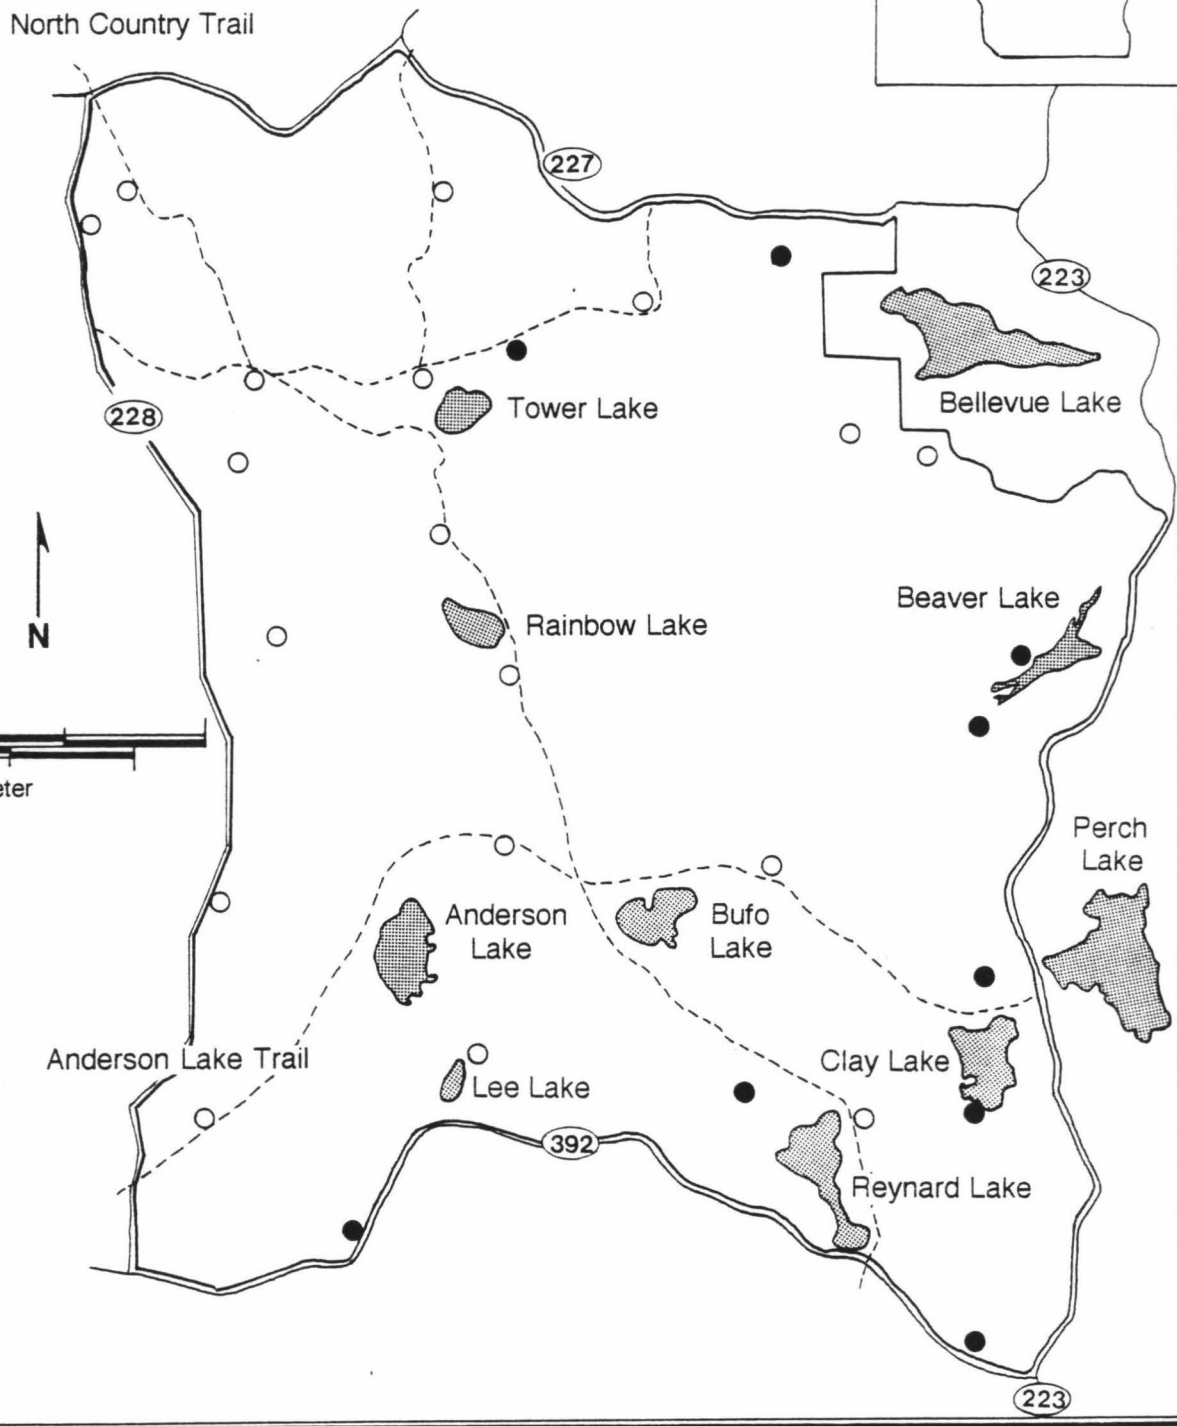 North Country Trail
227
223
Bellevue Lake
Tower Lake
228
Beaver Lake
N
Rainbow Lake
eter
Perch
Lake
Anderson
Lake
Bufo
Lake
Anderson Lake Trail
Clay Lake
Lee Lake
392
Reynard Lake
223